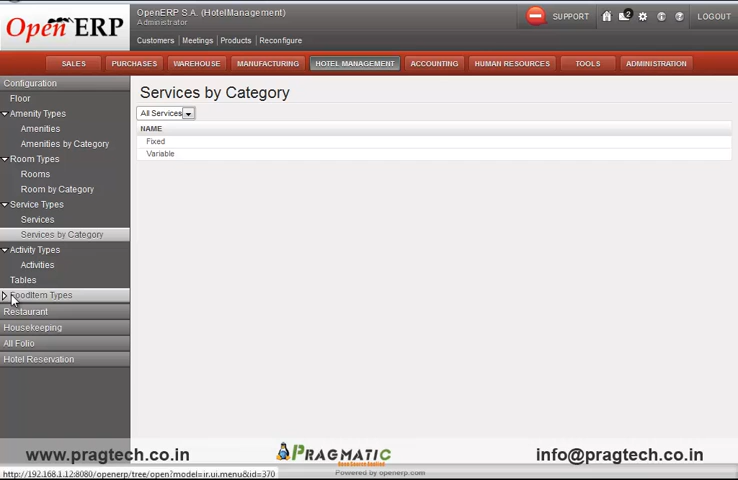 OpenERP
OpenERP S.A. (HotelManagement)
Administrator
SUPPORT
2
LOGOUT
Customers
Meetings
Products
Reconfigure
SALES
PURCHASES
WAREHOUSE
MANUFACTURING
HOTEL MANAGEMENT
ACCOUNTING
HUMAN RESOURCES
TOOLS
ADMINISTRATION
Configuration
Floor
Amenity Types
Amenities
Amenities by Category
Room Types
Rooms
Room by Category
Service Types
Services
Services by Category
Activity Types
Activities
Tables
FoodItem Types
Restaurant
Housekeeping
All Folio
Hotel Reservation
Services by Category
All Services
NAME
Fixed
Variable
www.pragtech.co.in
PRAGMATIC
info@pragtech.co.in
http://192.168.1.12:8080/openerp/tree/open?model=ir.ui.menu&id=370
Powered by openerp.com